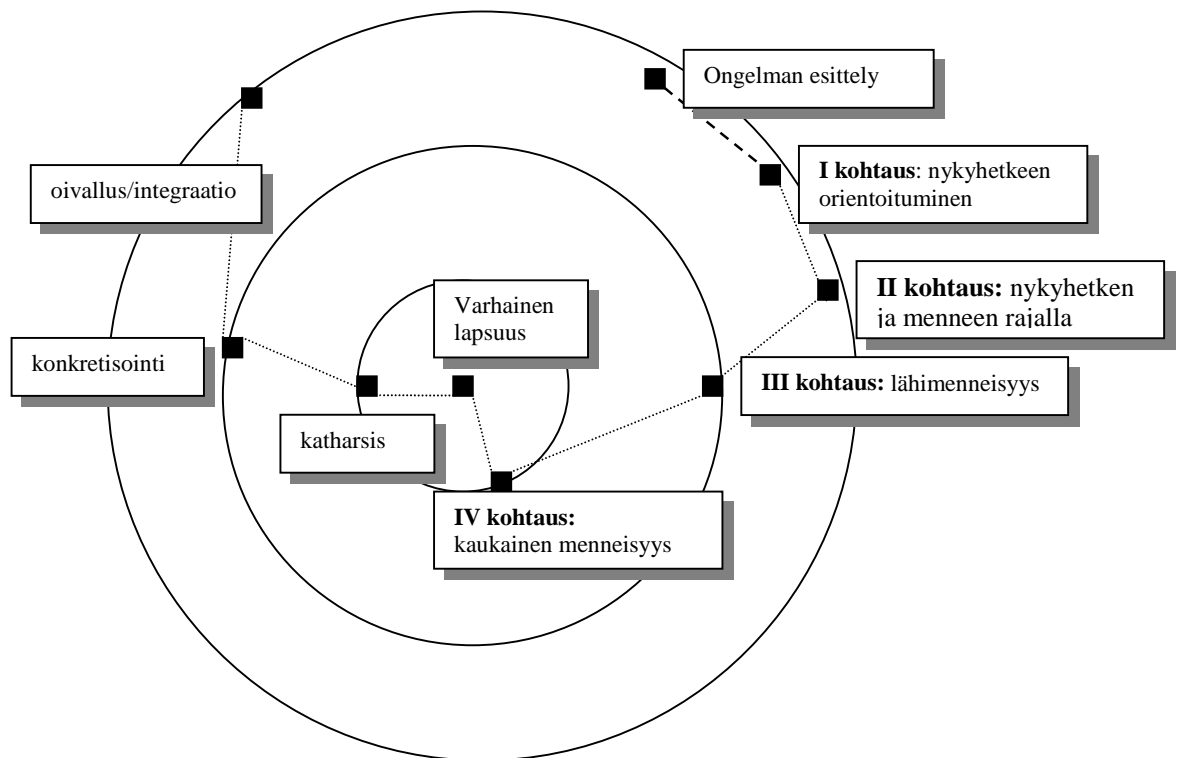 Ongelman esittely
I kohtaus: nykyhetkeen
orientoituminen
II kohtaus: nykyhetken
ja menneen rajalla
III kohtaus: lähimenneisyys
IV kohtaus:
kaukainen menneisyys
Varhainen
lapsuus
katharsis
konkretisointi
oivallus/integraatio